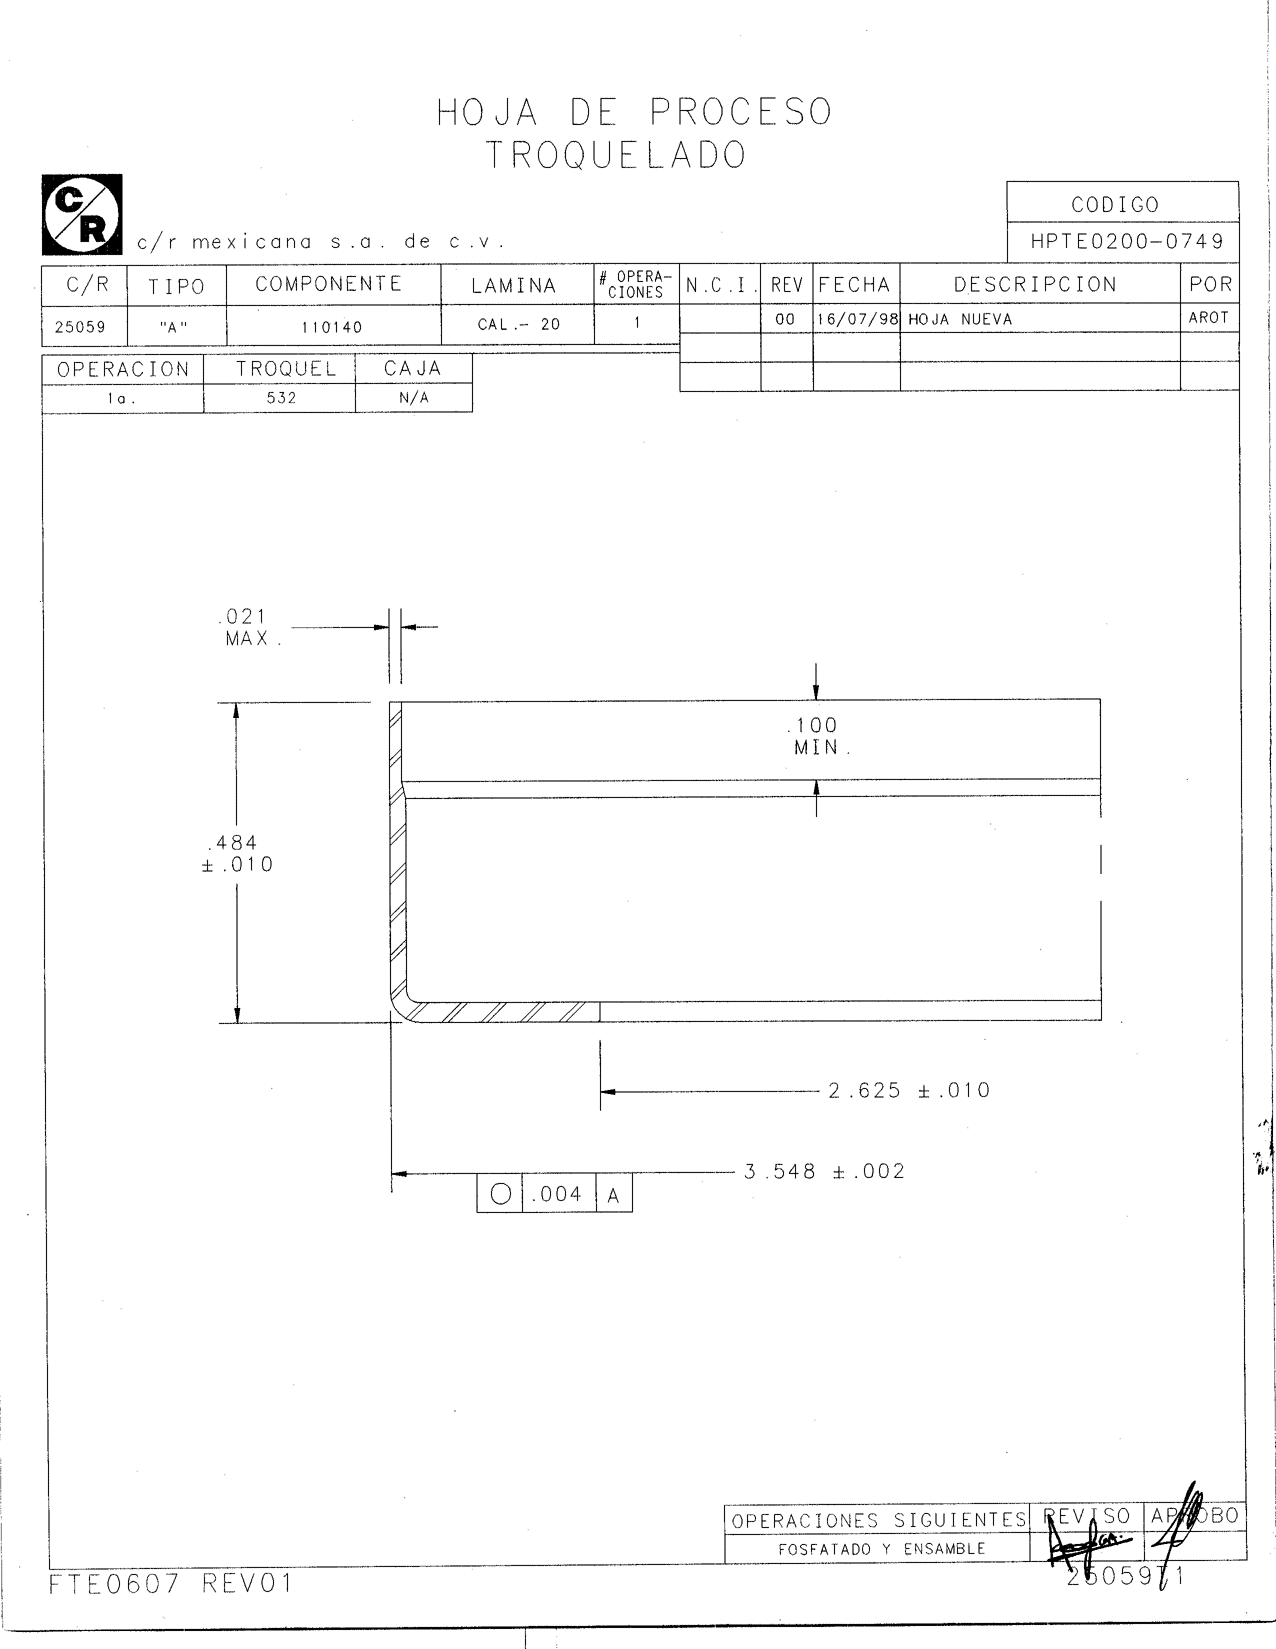 HOJA DE PROCESO
TROQUELADO
C/R
c/r mexicana s.a. de c.v.
CODIGO
HPTE0200-0749
C/R TIPO COMPONENTE LAMINA # OPERA-CIONES N.C.I. REV FECHA DESCRIPCION POR
25059 "A" 110140 CAL.- 20 1 00 16/07/98 HOJA NUEVA AROT
OPERACION TROQUEL CAJA
1a. 532 N/A
.021
MAX.
.100
MIN.
.484
±.010
2.625 ±.010
3.548 ±.002
.004 A
OPERACIONES SIGUIENTES REVISO APROBO
FOSFATADO Y ENSAMBLE
FTE0607 REV01